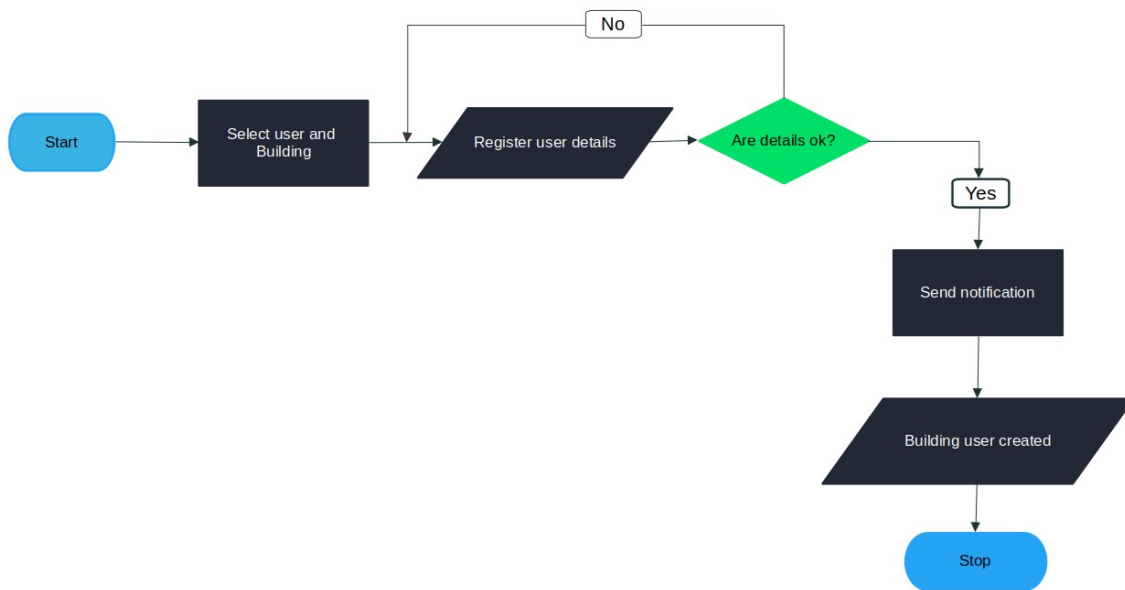 No
Start
Select user and
Building
Register user details
Are details ok?
Yes
Send notification
Building user created
Stop